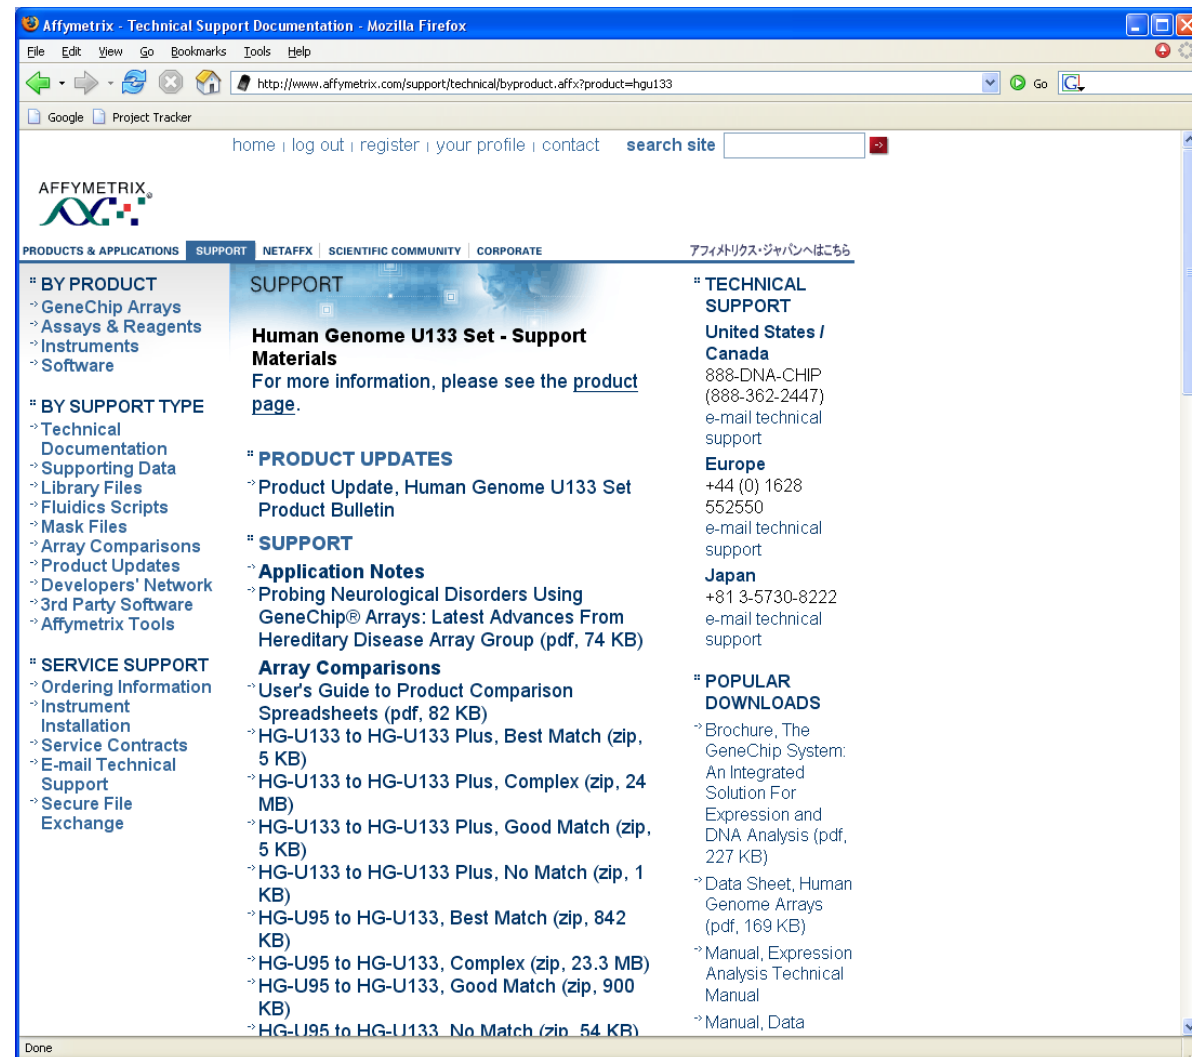 Affymetrix - Technical Support Documentation - Mozilla Firefox
File Edit View Go Bookmarks Tools Help
http://www.affymetrix.com/support/technical/byproduct.affx?product=hgu133
Go
G
Google Project Tracker
home | log out | register | your profile | contact search site
AFFYMETRIX®
PRODUCTS & APPLICATIONS SUPPORT NETAFFX SCIENTIFIC COMMUNITY CORPORATE アフィメトリクス・ジャパンへはこちら
BY PRODUCT
GeneChip Arrays
Assays & Reagents
Instruments
Software
BY SUPPORT TYPE
Technical
Documentation
Supporting Data
Library Files
Fluidics Scripts
Mask Files
Array Comparisons
Product Updates
Developers' Network
3rd Party Software
Affymetrix Tools
SERVICE SUPPORT
Ordering Information
Instrument
Installation
Service Contracts
E-mail Technical
Support
Secure File
Exchange
SUPPORT
Human Genome U133 Set - Support
Materials
For more information, please see the product
page.
PRODUCT UPDATES
Product Update, Human Genome U133 Set
Product Bulletin
SUPPORT
Application Notes
Probing Neurological Disorders Using
GeneChip® Arrays: Latest Advances From
Hereditary Disease Array Group (pdf, 74 KB)
Array Comparisons
User's Guide to Product Comparison
Spreadsheets (pdf, 82 KB)
HG-U133 to HG-U133 Plus, Best Match (zip,
5 KB)
HG-U133 to HG-U133 Plus, Complex (zip, 24
MB)
HG-U133 to HG-U133 Plus, Good Match (zip,
5 KB)
HG-U133 to HG-U133 Plus, No Match (zip, 1
KB)
HG-U95 to HG-U133, Best Match (zip, 842
KB)
HG-U95 to HG-U133, Complex (zip, 23.3 MB)
HG-U95 to HG-U133, Good Match (zip, 900
KB)
HG-U95 to HG-U133, No Match (zip, 54 KB)
TECHNICAL
SUPPORT
United States /
Canada
888-DNA-CHIP
(888-362-2447)
e-mail technical
support
Europe
+44 (0) 1628
552550
e-mail technical
support
Japan
+81 3-5730-8222
e-mail technical
support
POPULAR
DOWNLOADS
Brochure, The
GeneChip System:
An Integrated
Solution For
Expression and
DNA Analysis (pdf,
227 KB)
Data Sheet, Human
Genome Arrays
(pdf, 169 KB)
Manual, Expression
Analysis Technical
Manual
Manual, Data
Done